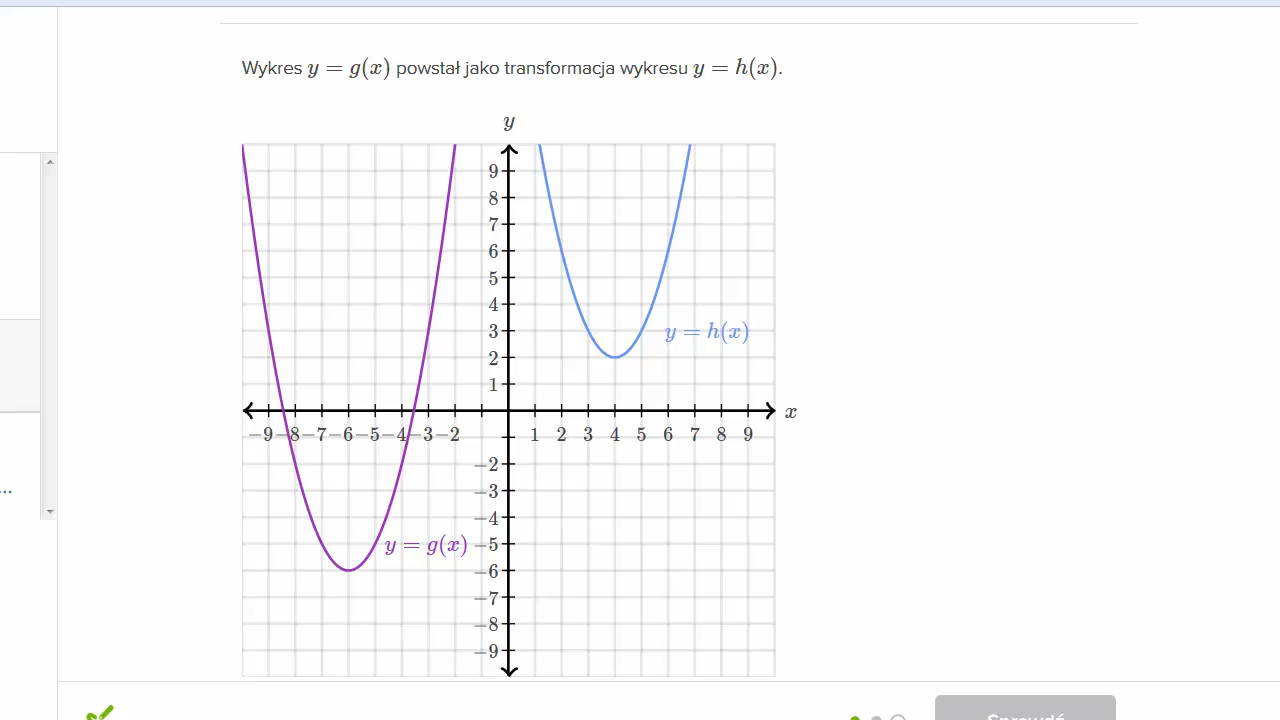 Wykres y = g(x) powstał jako transformacja wykresu y = h(x).
y
9
8
7
6
5
4
3
2
1
y = h(x)
x
−9 −8 −7 −6 −5 −4 −3 −2 1 2 3 4 5 6 7 8 9
−2
−3
−4
y = g(x)
−5
−6
−7
−8
−9
...
Sprawdź